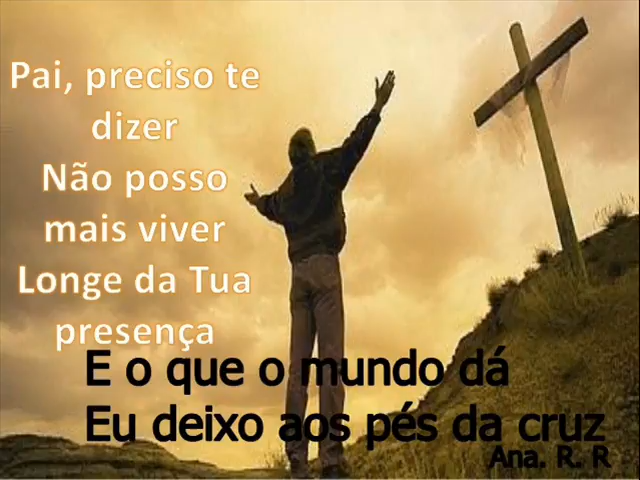 Pai, preciso te
dizer
Não posso
mais viver
Longe da Tua
presença
E o que o mundo dá
Eu deixo aos pés da cruz
Ana. R. R